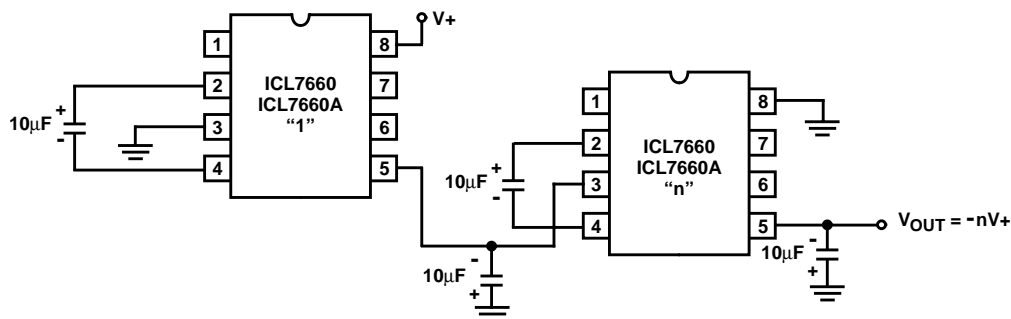 V+
1
2
3
4
ICL7660
ICL7660A
“1”
8
7
6
5
10μF
+
-
1
2
3
4
ICL7660
ICL7660A
“n”
8
7
6
5
10μF
+
-
10μF
-
+
10μF
-
+
VOUT = -nV+